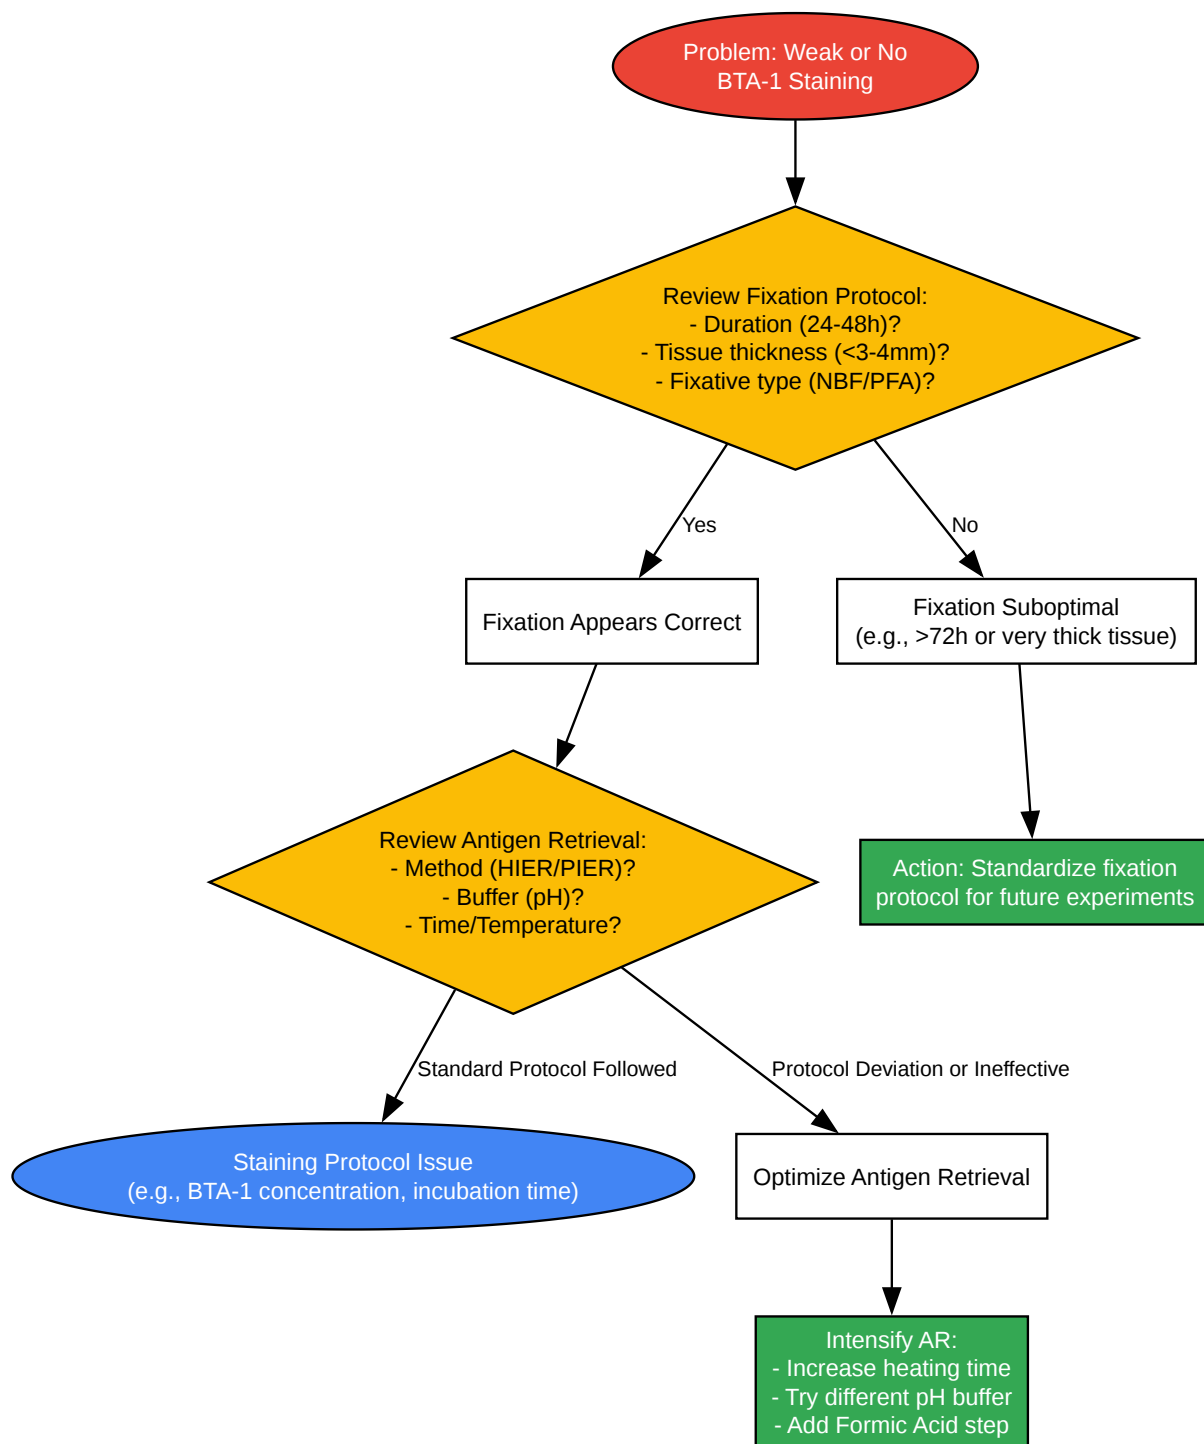 Problem: Weak or No
BTA-1 Staining
Review Fixation Protocol:
- Duration (24-48h)?
- Tissue thickness (<3-4mm)?
- Fixative type (NBF/PFA)?
Yes
No
Fixation Appears Correct
Fixation Suboptimal
(e.g., >72h or very thick tissue)
Review Antigen Retrieval:
- Method (HIER/PIER)?
- Buffer (pH)?
- Time/Temperature?
Action: Standardize fixation
protocol for future experiments
Standard Protocol Followed
Protocol Deviation or Ineffective
Staining Protocol Issue
(e.g., BTA-1 concentration, incubation time)
Optimize Antigen Retrieval
Intensify AR:
- Increase heating time
- Try different pH buffer
- Add Formic Acid step